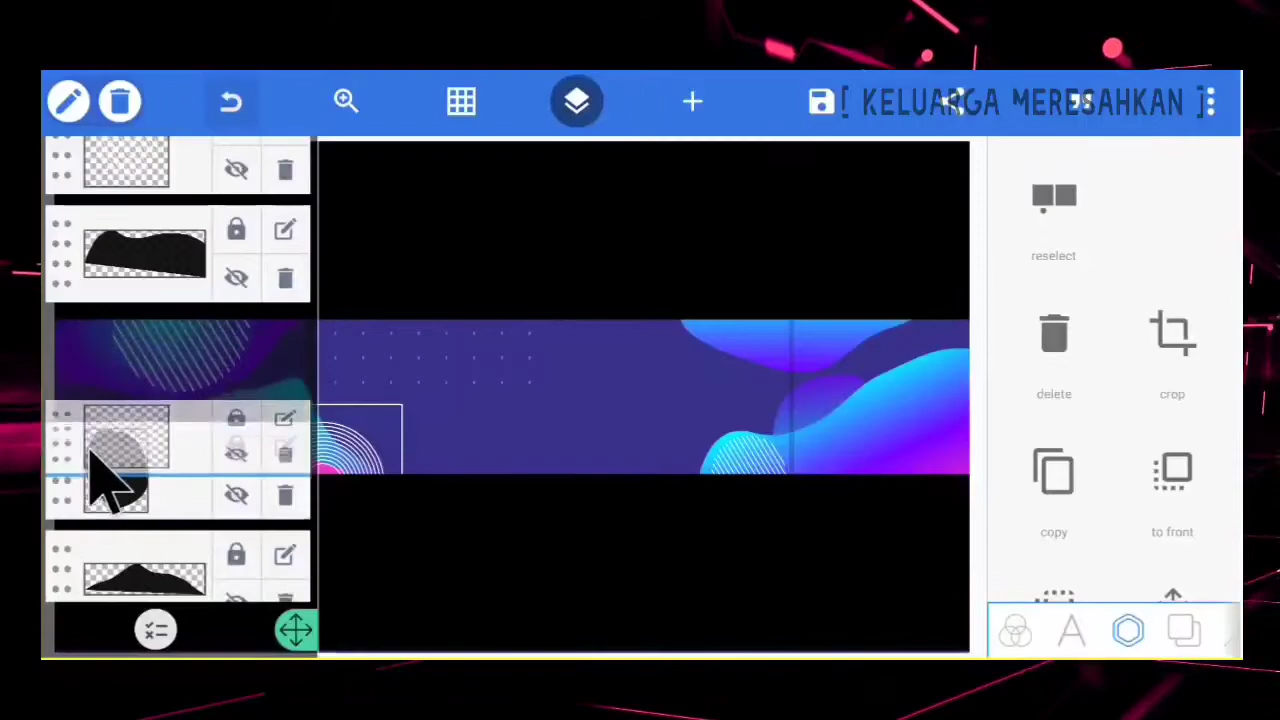 [ KELUARGA MERESAHKAN ]
reselect
delete
crop
copy
to front